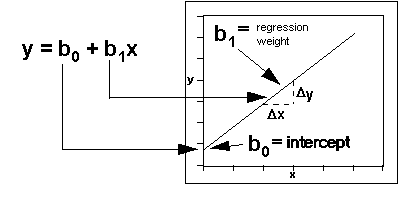 y = b₀ + b₁x
b₁= regression
weight
y
Δy
Δx
b₀= intercept
x